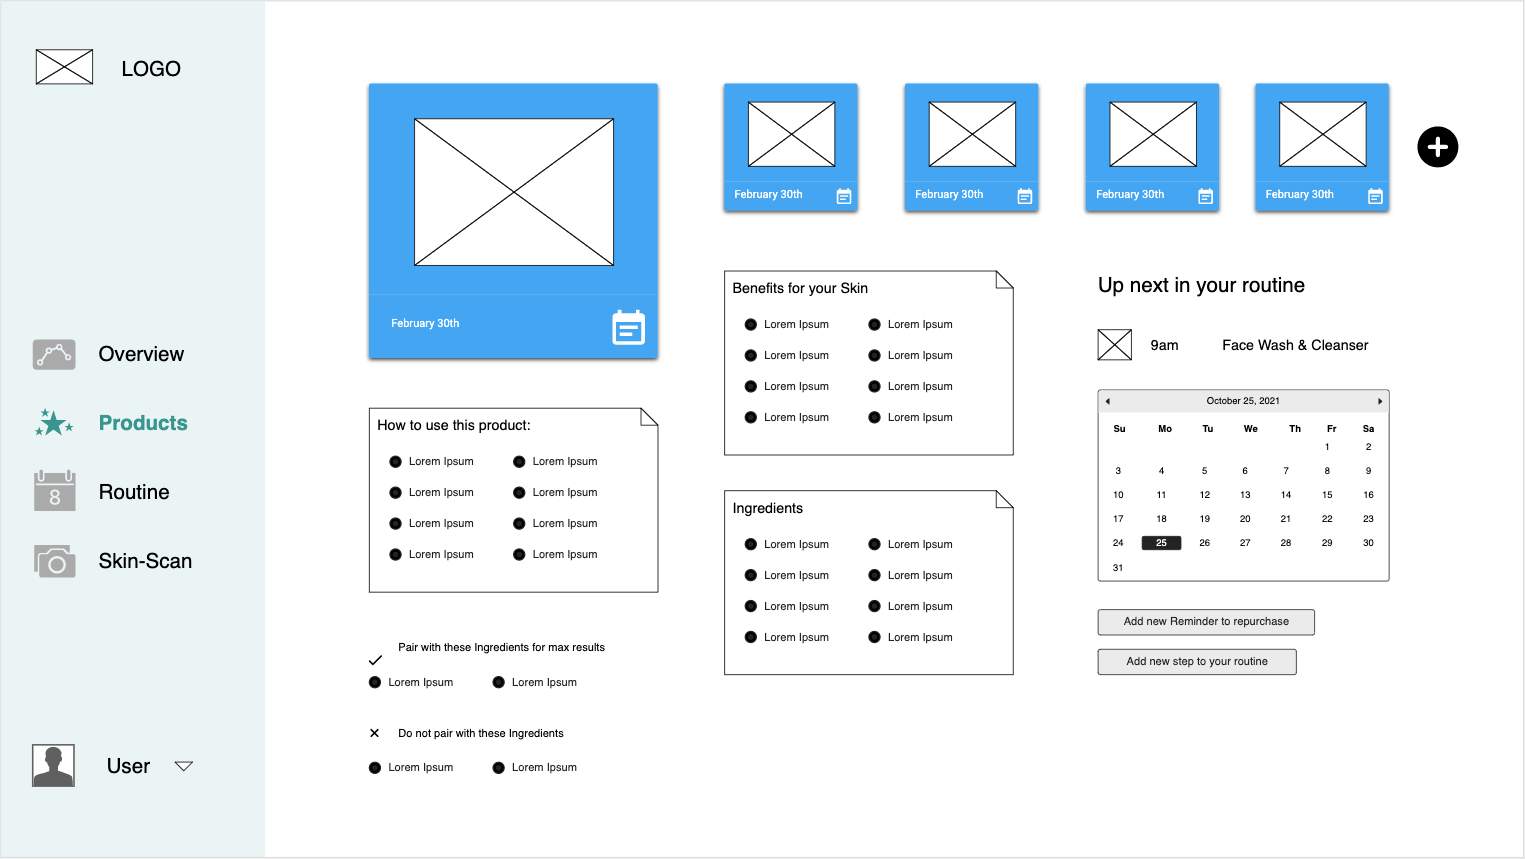 LOGO
Overview
Products
8
Routine
Skin-Scan
User
February 30th
February 30th
February 30th
February 30th
February 30th
How to use this product:
Lorem Ipsum Lorem Ipsum
Lorem Ipsum Lorem Ipsum
Lorem Ipsum Lorem Ipsum
Lorem Ipsum Lorem Ipsum
Pair with these Ingredients for max results
Lorem Ipsum Lorem Ipsum
Do not pair with these Ingredients
Lorem Ipsum Lorem Ipsum
Benefits for your Skin
Lorem Ipsum Lorem Ipsum
Lorem Ipsum Lorem Ipsum
Lorem Ipsum Lorem Ipsum
Lorem Ipsum Lorem Ipsum
Ingredients
Lorem Ipsum Lorem Ipsum
Lorem Ipsum Lorem Ipsum
Lorem Ipsum Lorem Ipsum
Lorem Ipsum Lorem Ipsum
Up next in your routine
9am Face Wash & Cleanser
October 25, 2021
Su Mo Tu We Th Fr Sa
1 2
3 4 5 6 7 8 9
10 11 12 13 14 15 16
17 18 19 20 21 22 23
24 25 26 27 28 29 30
31
Add new Reminder to repurchase
Add new step to your routine